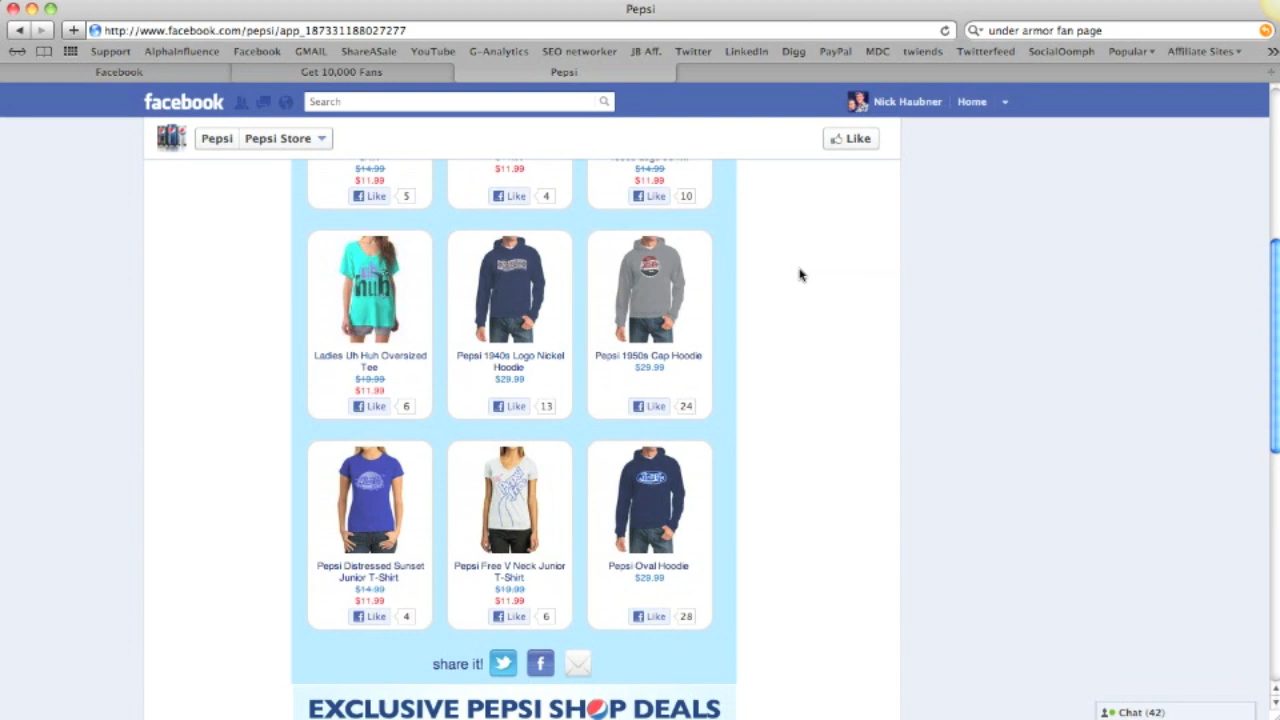 Pepsi
http://www.facebook.com/pepsi/app_187331188027277
under armor fan page
Support AlphaInfluence Facebook GMAIL ShareASale YouTube G-Analytics SEO networker JB Aff. Twitter LinkedIn Digg PayPal MDC twiends Twitterfeed SocialOomph Popular Affiliate Sites
Facebook Get 10,000 Fans Pepsi
facebook Search Nick Haubner Home
Pepsi Pepsi Store Like
$14.99 $14.99
$11.99 $11.99 $11.99
Like 5 Like 4 Like 10
Ladies Uh Huh Oversized Tee
$19.99
$11.99
Like 6
Pepsi 1940s Logo Nickel Hoodie
$29.99
Like 13
Pepsi 1950s Cap Hoodie
$29.99
Like 24
Pepsi Distressed Sunset Junior T-Shirt
$14.99
$11.99
Like 4
Pepsi Free V Neck Junior T-Shirt
$19.99
$11.99
Like 6
Pepsi Oval Hoodie
$29.99
Like 28
share it!
EXCLUSIVE PEPSI SHOP DEALS
Chat (42)